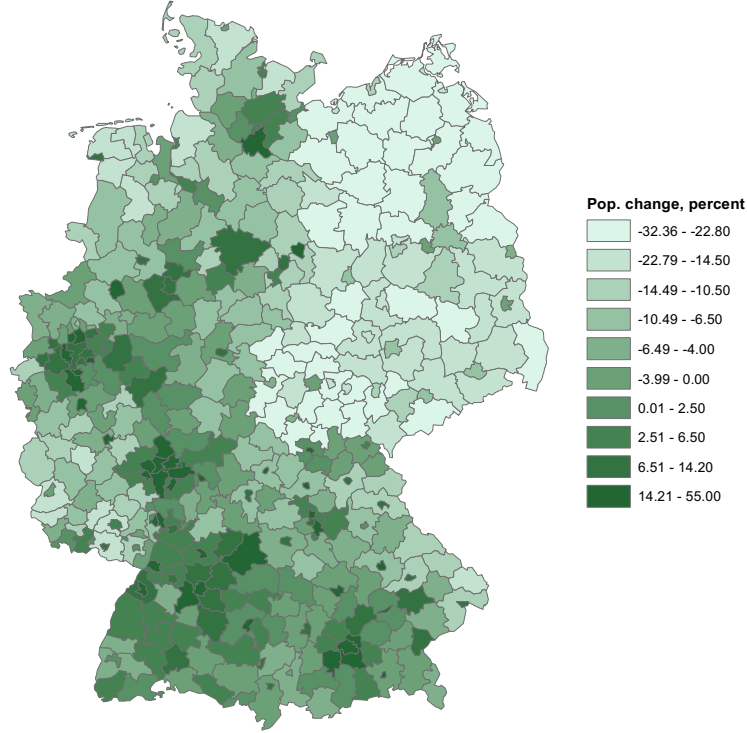 Pop. change, percent
-32.36 - -22.80
-22.79 - -14.50
-14.49 - -10.50
-10.49 - -6.50
-6.49 - -4.00
-3.99 - 0.00
0.01 - 2.50
2.51 - 6.50
6.51 - 14.20
14.21 - 55.00